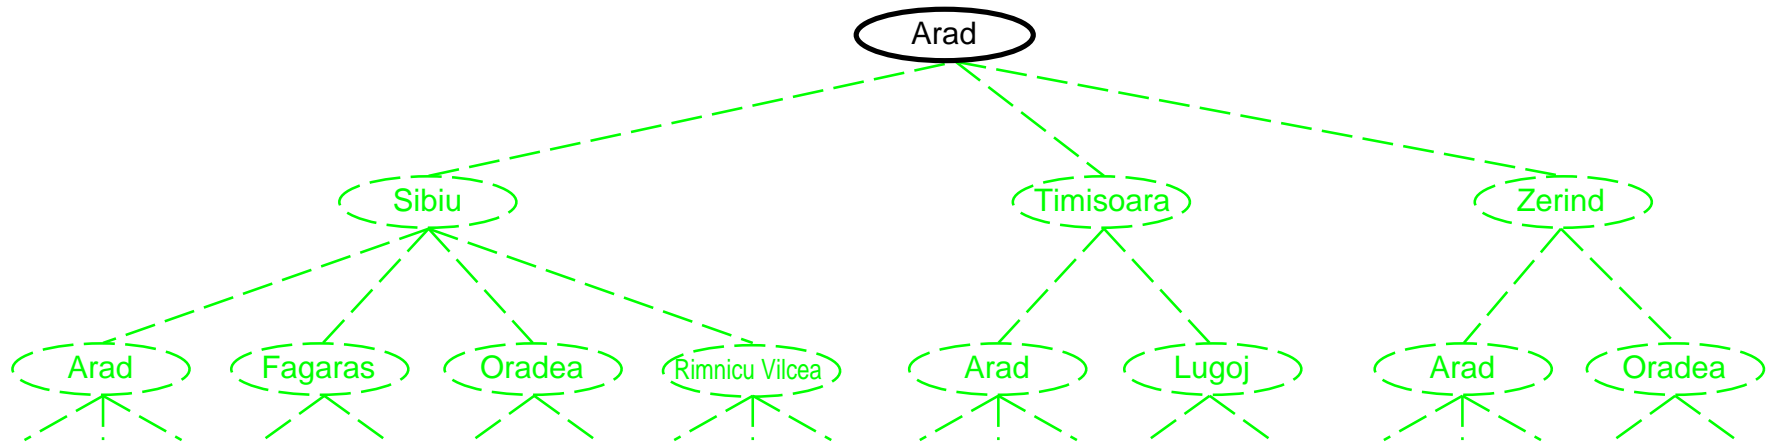 Arad
Sibiu
Timisoara
Zerind
Arad
Fagaras
Oradea
Rimnicu Vilcea
Arad
Lugoj
Arad
Oradea